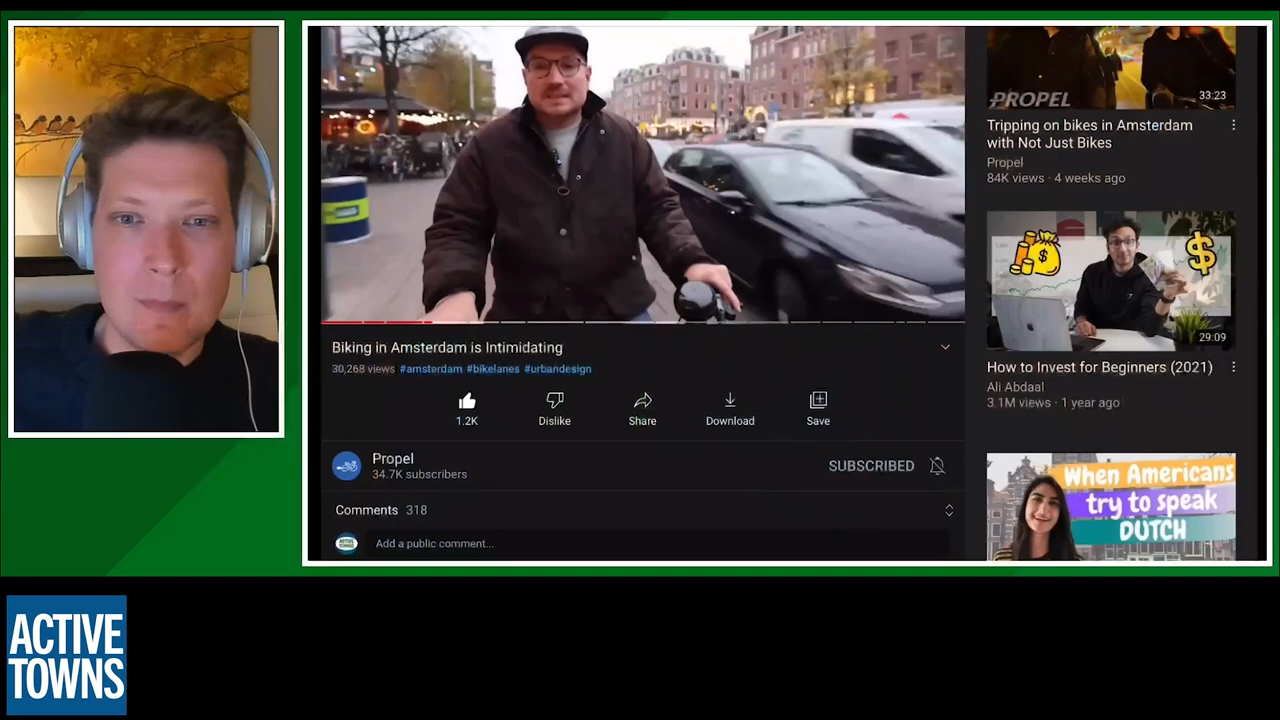 PROPEL
33:23
Tripping on bikes in Amsterdam
with Not Just Bikes
Propel
84K views · 4 weeks ago
$
$
29:09
How to Invest for Beginners (2021)
Ali Abdaal
3.1M views · 1 year ago
When Americans
try to speak
DUTCH
Biking in Amsterdam is Intimidating
30,268 views #amsterdam #bikelanes #urbandesign
1.2K
Dislike
Share
Download
Save
Propel
34.7K subscribers
SUBSCRIBED
Comments 318
Add a public comment...
ACTIVE
TOWNS